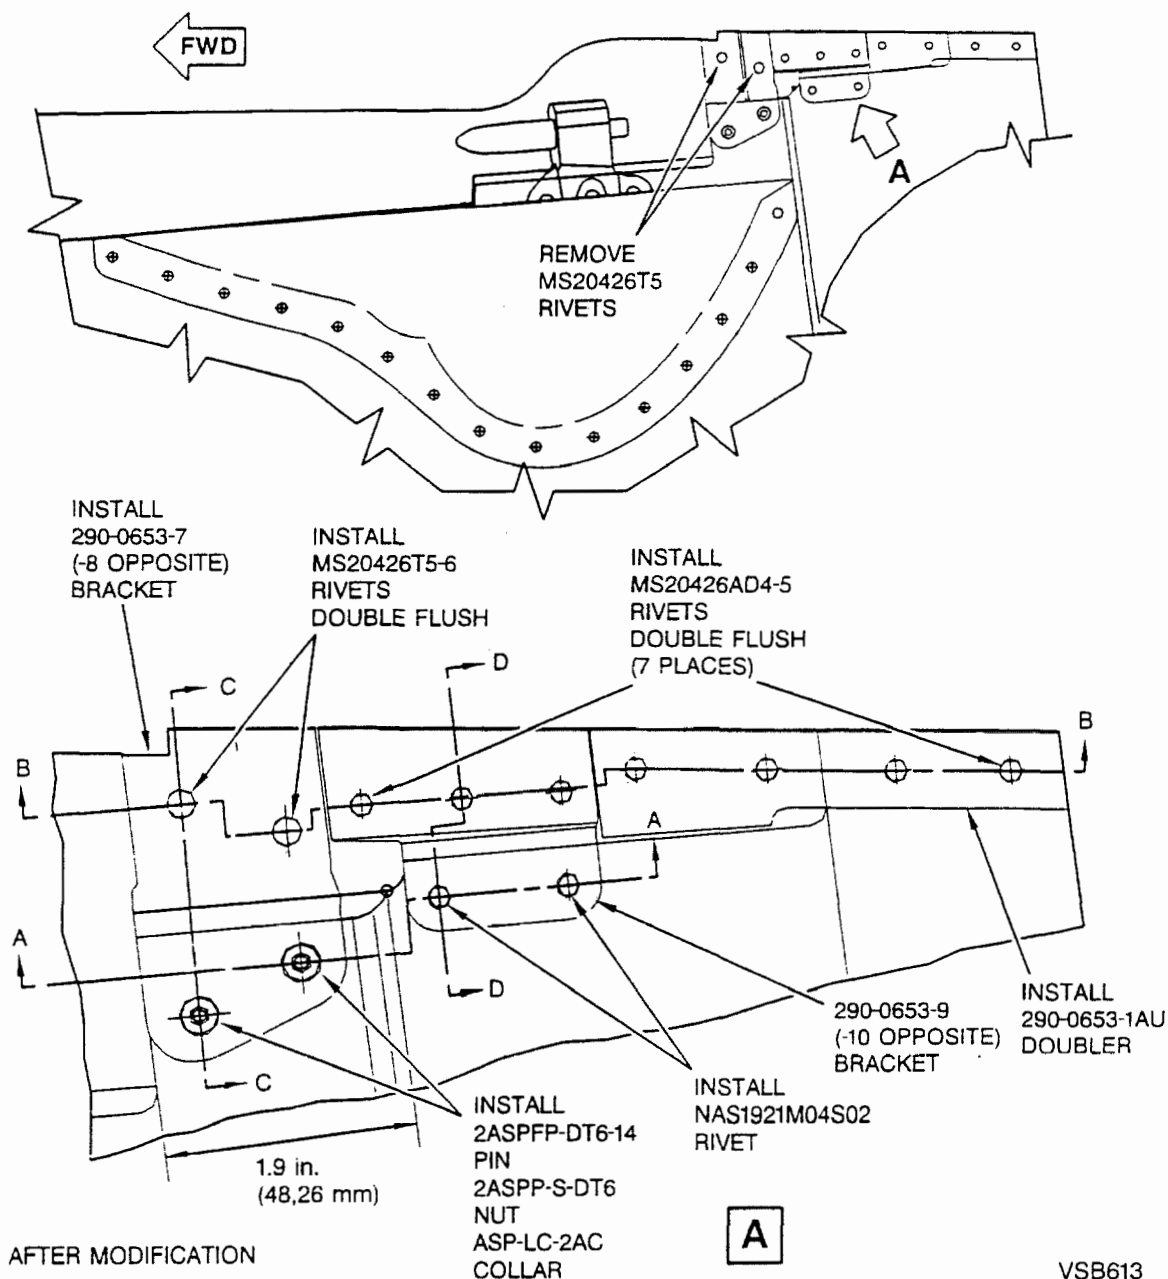 FWD
A
REMOVE
MS20426T5
RIVETS
INSTALL
290-0653-7
(-8 OPPOSITE)
BRACKET
INSTALL
MS20426T5-6
RIVETS
DOUBLE FLUSH
INSTALL
MS20426AD4-5
RIVETS
DOUBLE FLUSH
(7 PLACES)
C
D
B
B
A
A
D
C
290-0653-9
(-10 OPPOSITE)
BRACKET
INSTALL
290-0653-1AU
DOUBLER
INSTALL
NAS1921M04S02
RIVET
INSTALL
2ASPFP-DT6-14
PIN
2ASPP-S-DT6
NUT
ASP-LC-2AC
COLLAR
1.9 in.
(48,26 mm)
A
AFTER MODIFICATION
VSB613